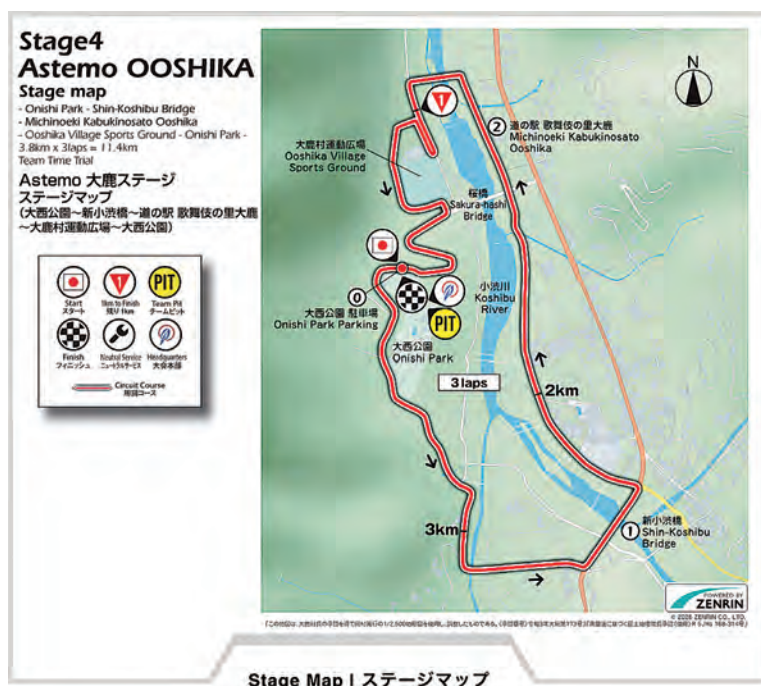 Stage4
Astemo OOSHIKA
Stage map
- Onishi Park - Shin-Koshibu Bridge
- Michinoeki Kabukinosato Ooshika
- Ooshika Village Sports Ground - Onishi Park -
3.8km x 3laps = 11.4km
Team Time Trial
Astemo 大鹿ステージ
ステージマップ
(大西公園〜新小渋橋〜道の駅 歌舞伎の里大鹿
〜大鹿村運動広場〜大西公園)
Start
スタート
1km to Finish
残り1km
PIT
Team Pit
チームピット
Finish
フィニッシュ
Neutral Service
ニュートラルサービス
Headquarters
大会本部
Circuit Course
周回コース
N
1
② 道の駅 歌舞伎の里大鹿
Michinoeki Kabukinosato
Ooshika
大鹿村運動広場
Ooshika Village
Sports Ground
桜橋
Sakura-hashi
Bridge
⓪
大西公園 駐車場
Onishi Park Parking
小渋川
Koshibu
River
PIT
大西公園
Onishi Park
3laps
2km
3km
① 新小渋橋
Shin-Koshibu
Bridge
POWERED BY
ZENRIN
Stage Map | ステージマップ